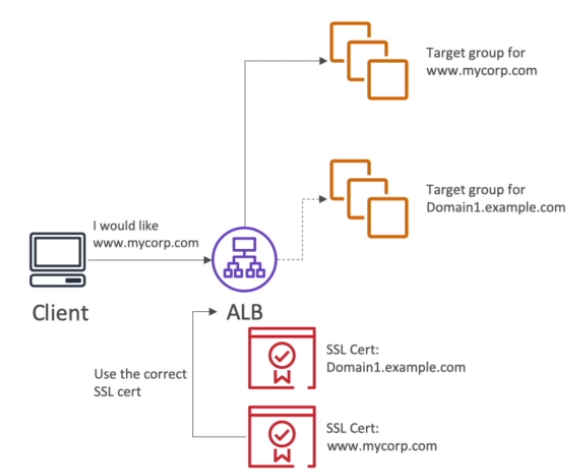 Target group for
www.mycorp.com
Target group for
Domain1.example.com
I would like
www.mycorp.com
Client
ALB
Use the correct
SSL cert
SSL Cert:
Domain1.example.com
SSL Cert:
www.mycorp.com